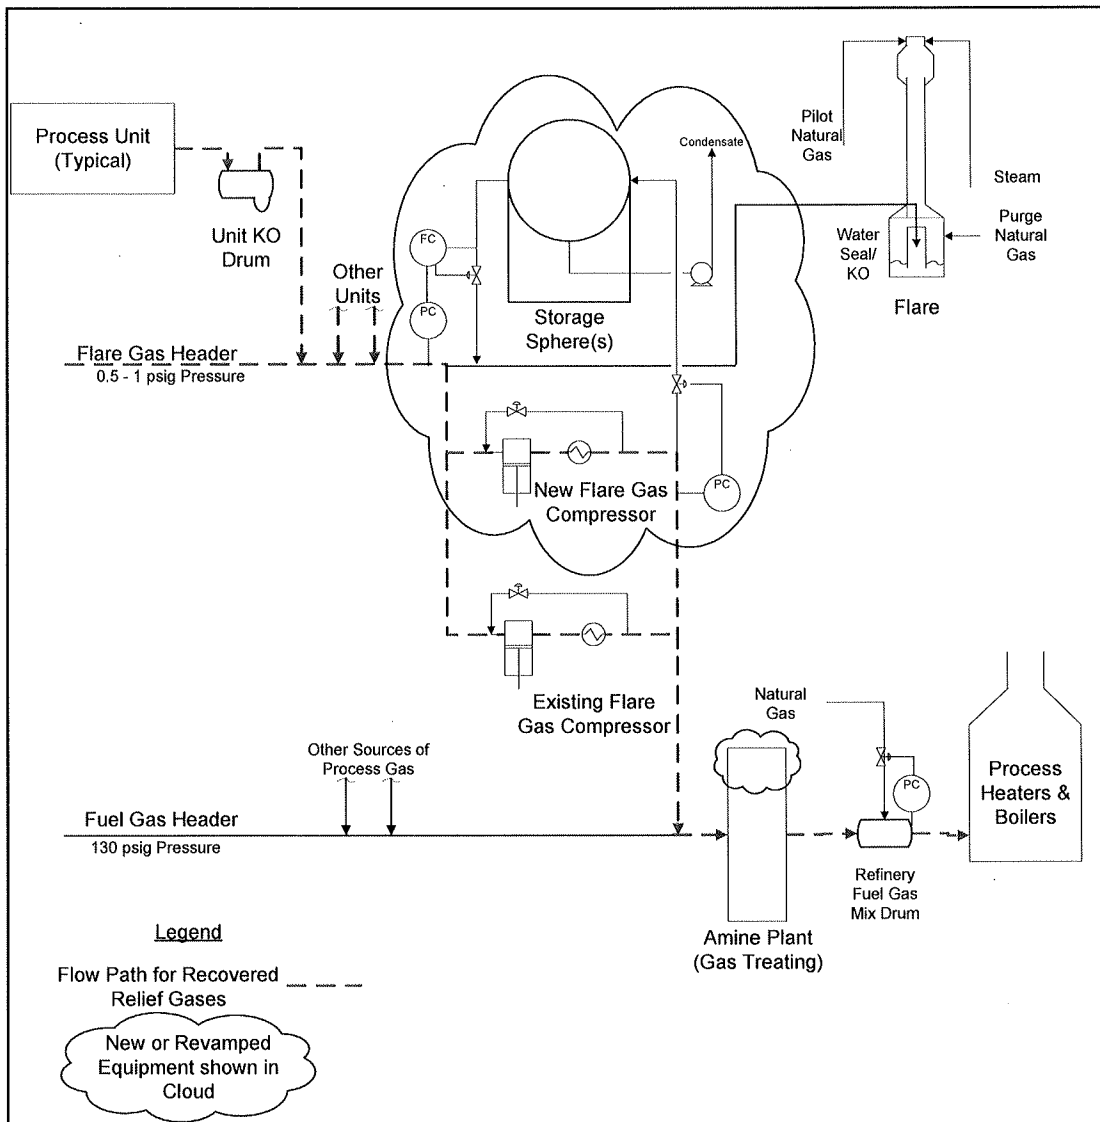 Process Unit
(Typical)
Unit KO
Drum
Other
Units
Flare Gas Header
0.5 - 1 psig Pressure
FC
PC
Storage
Sphere(s)
Condensate
Pilot
Natural
Gas
Steam
Water
Seal/
KO
Purge
Natural
Gas
Flare
New Flare Gas
Compressor
PC
Existing Flare
Gas Compressor
Other Sources of
Process Gas
Fuel Gas Header
130 psig Pressure
Natural
Gas
PC
Process
Heaters &
Boilers
Refinery
Fuel Gas
Mix Drum
Amine Plant
(Gas Treating)
Legend
Flow Path for Recovered
Relief Gases
New or Revamped
Equipment shown in
Cloud